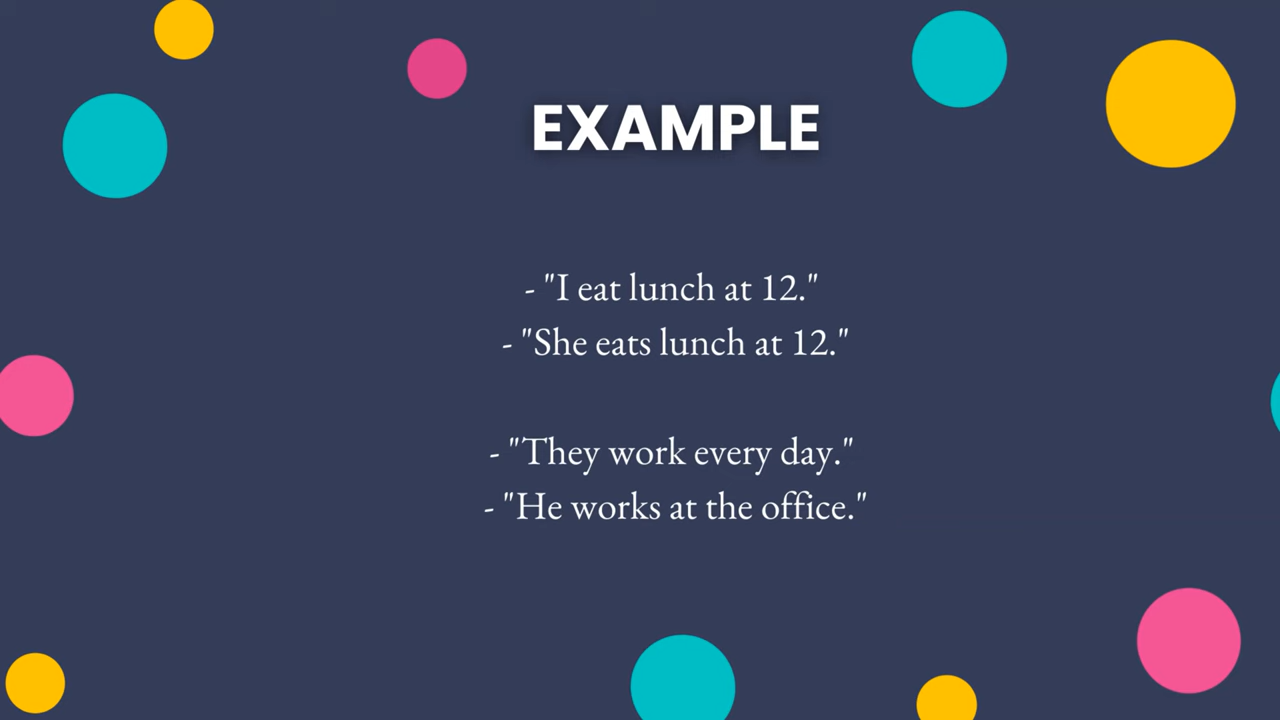 EXAMPLE
- "I eat lunch at 12."
- "She eats lunch at 12."
- "They work every day."
- "He works at the office."